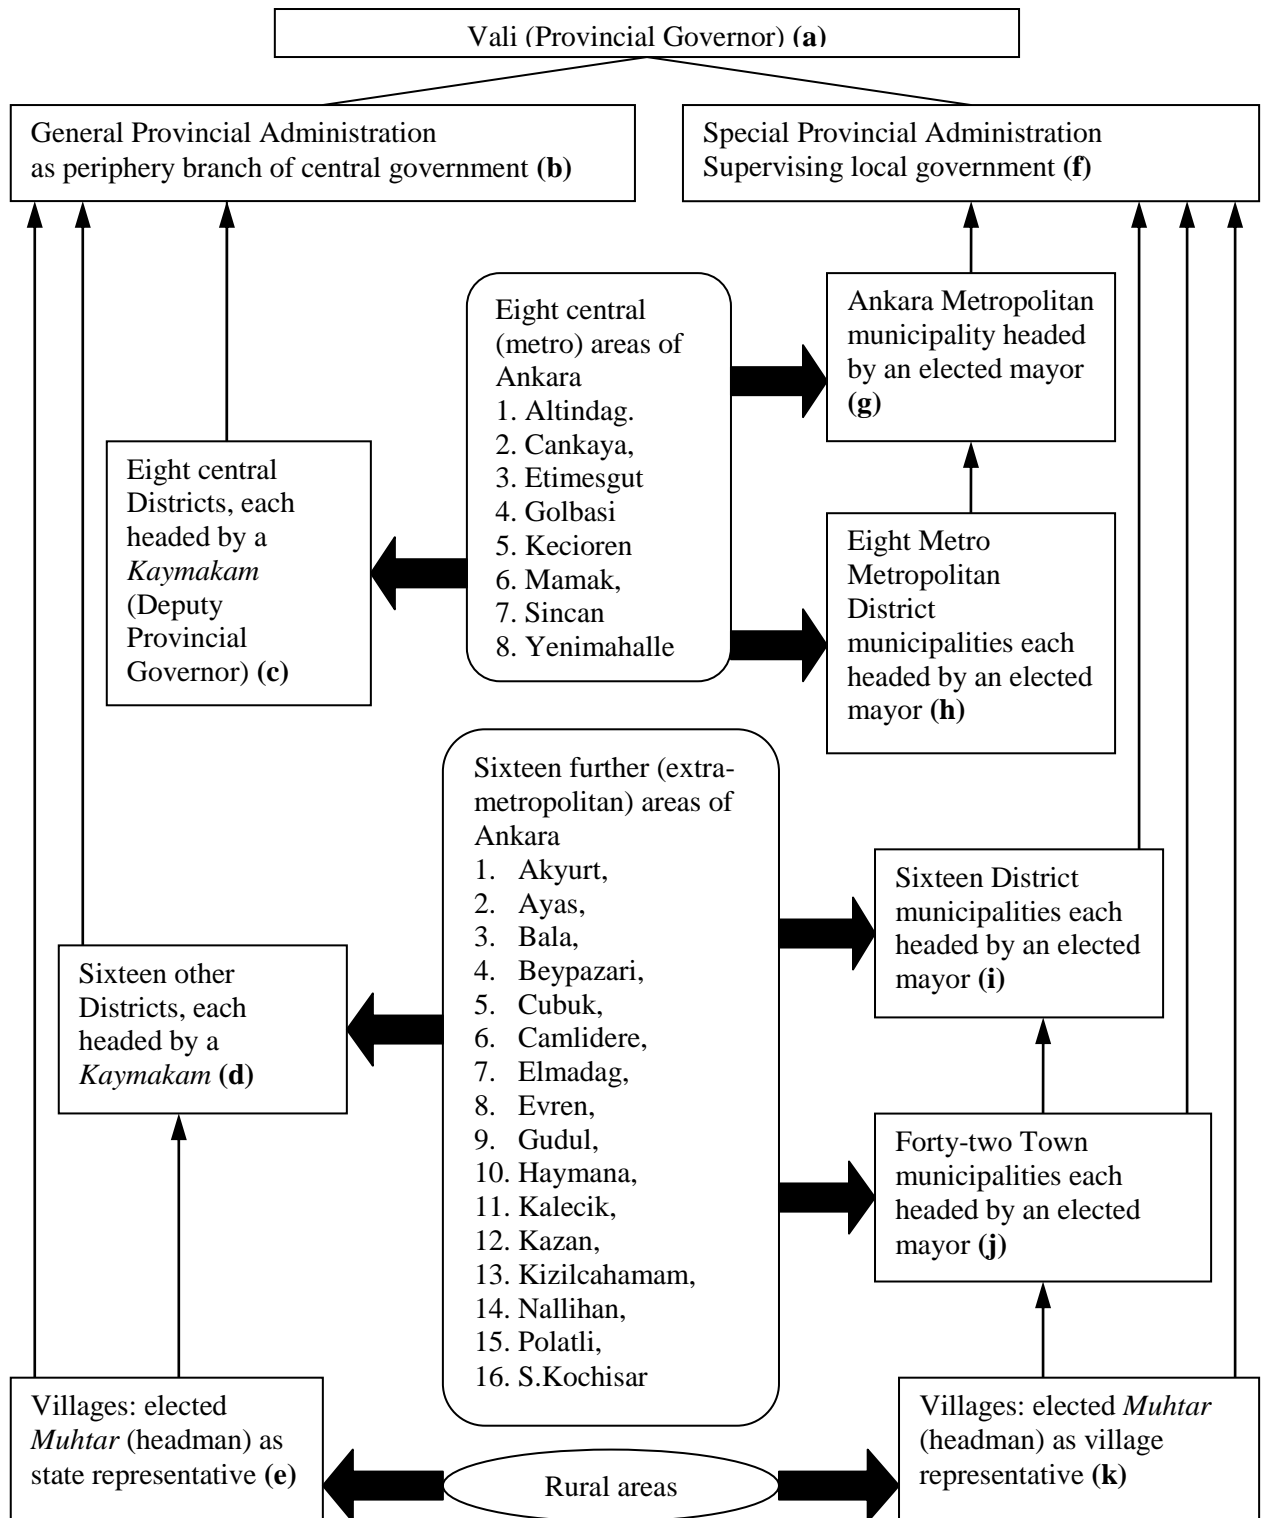 Vali (Provincial Governor) (a)
General Provincial Administration
as periphery branch of central government (b)
Special Provincial Administration
Supervising local government (f)
Eight central
(metro) areas of
Ankara
1. Altindag.
2. Cankaya,
3. Etimesgut
4. Golbasi
5. Kecioren
6. Mamak,
7. Sincan
8. Yenimahalle
Ankara Metropolitan
municipality headed
by an elected mayor
(g)
Eight central
Districts, each
headed by a
Kaymakam
(Deputy
Provincial
Governor) (c)
Eight Metro
Metropolitan
District
municipalities each
headed by an elected
mayor (h)
Sixteen further (extra-
metropolitan) areas of
Ankara
1. Akyurt,
2. Ayas,
3. Bala,
4. Beypazari,
5. Cubuk,
6. Camlidere,
7. Elmadag,
8. Evren,
9. Gudul,
10. Haymana,
11. Kalecik,
12. Kazan,
13. Kizilcahamam,
14. Nallihan,
15. Polatli,
16. S.Kochisar
Sixteen District
municipalities each
headed by an elected
mayor (i)
Sixteen other
Districts, each
headed by a
Kaymakam (d)
Forty-two Town
municipalities each
headed by an elected
mayor (j)
Villages: elected
Muhtar (headman) as
state representative (e)
Rural areas
Villages: elected Muhtar
(headman) as village
representative (k)